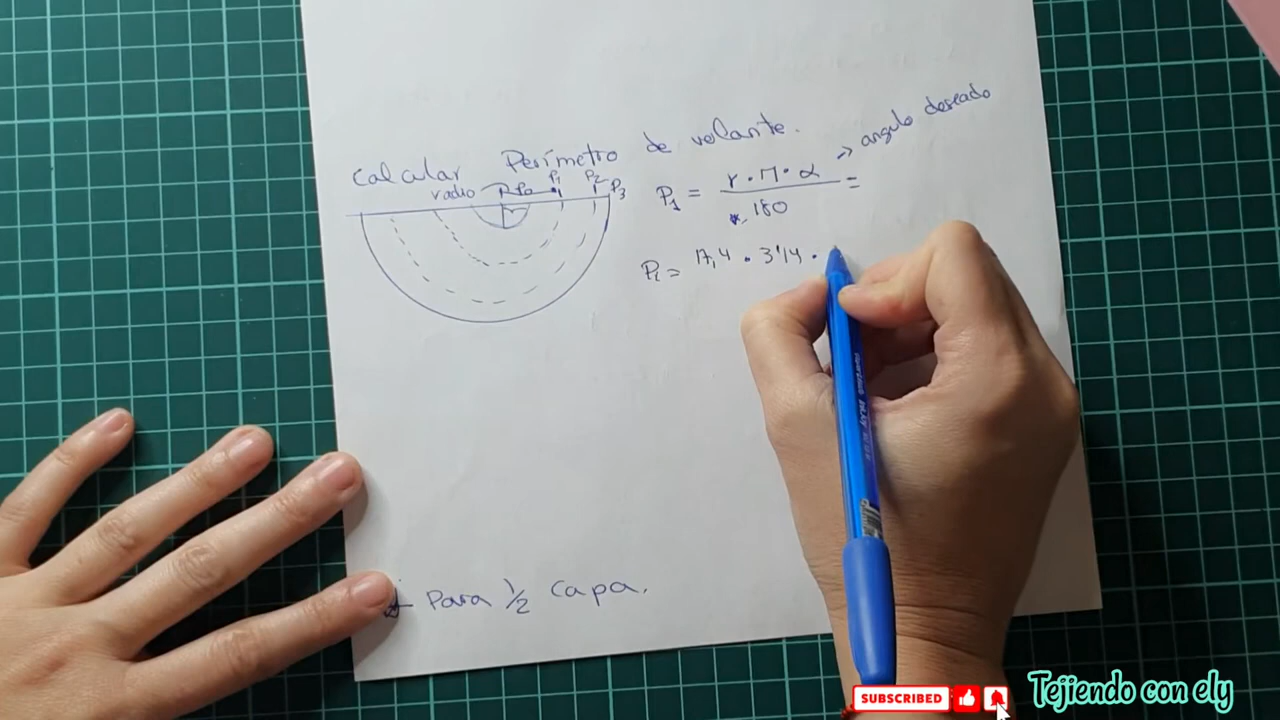 Calcular Perímetro de volante.
-> angulo deseado
radio R Po P1 P2 P3
P1 = r · π · α =
180
P1 = 17,4 · 3'14 ·
Para 1/2 capa.
SUBSCRIBED
Tejiendo con ely